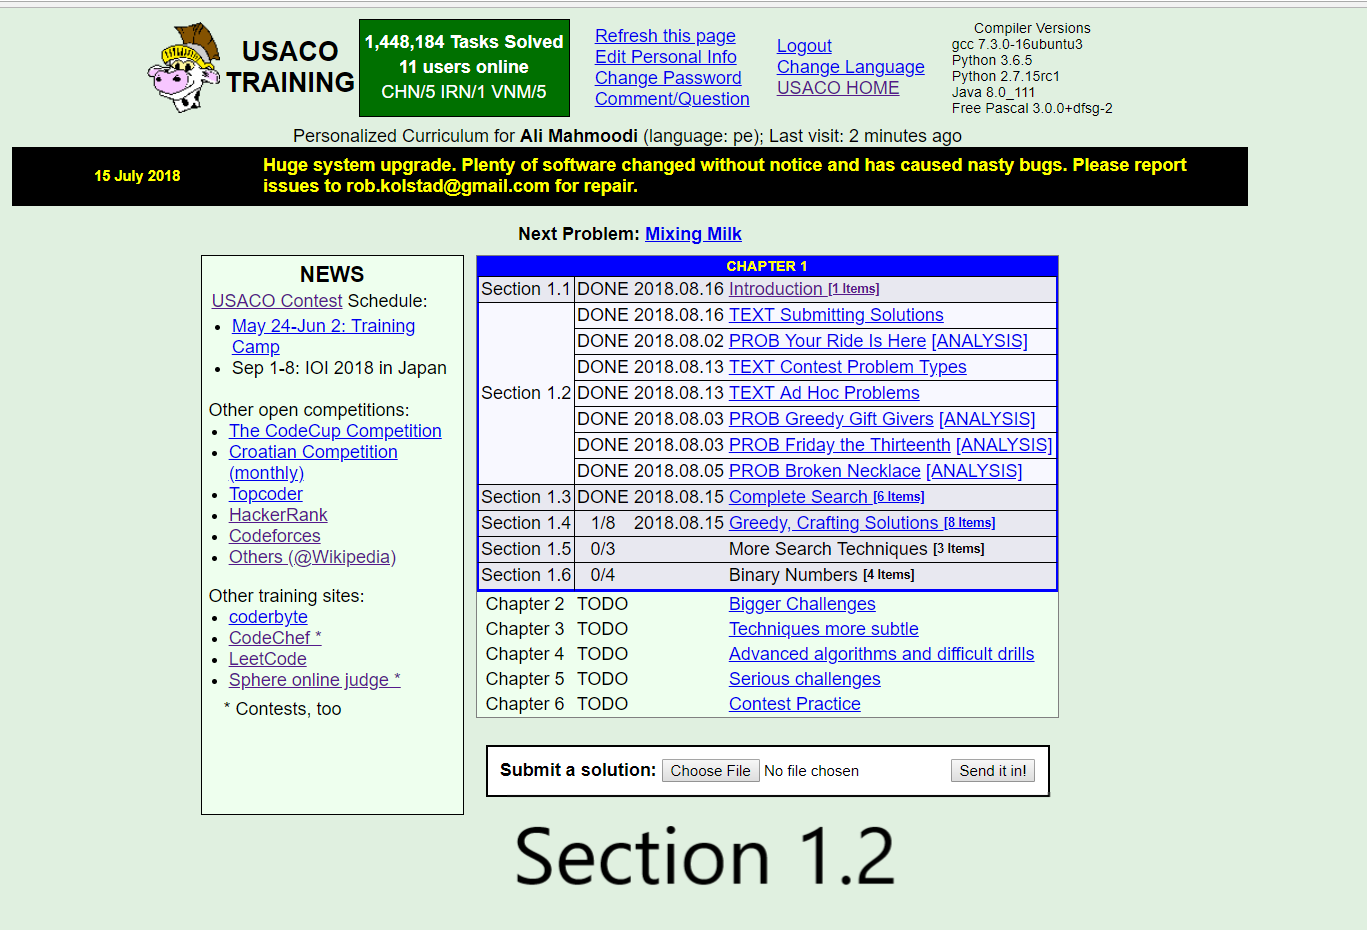 USACO
TRAINING
1,448,184 Tasks Solved
11 users online
CHN/5 IRN/1 VNM/5
Refresh this page
Edit Personal Info
Change Password
Comment/Question
Logout
Change Language
USACO HOME
Compiler Versions
gcc 7.3.0-16ubuntu3
Python 3.6.5
Python 2.7.15rc1
Java 8.0_111
Free Pascal 3.0.0+dfsg-2
Personalized Curriculum for Ali Mahmoodi (language: pe); Last visit: 2 minutes ago
15 July 2018
Huge system upgrade. Plenty of software changed without notice and has caused nasty bugs. Please report
issues to rob.kolstad@gmail.com for repair.
Next Problem: Mixing Milk
NEWS
USACO Contest Schedule:
• May 24-Jun 2: Training
Camp
• Sep 1-8: IOI 2018 in Japan
Other open competitions:
• The CodeCup Competition
• Croatian Competition
(monthly)
• Topcoder
• HackerRank
• Codeforces
• Others (@Wikipedia)
Other training sites:
• coderbyte
• CodeChef *
• LeetCode
• Sphere online judge *
* Contests, too
CHAPTER 1
Section 1.1 DONE 2018.08.16 Introduction [1 Items]
Section 1.2
DONE 2018.08.16 TEXT Submitting Solutions
DONE 2018.08.02 PROB Your Ride Is Here [ANALYSIS]
DONE 2018.08.13 TEXT Contest Problem Types
DONE 2018.08.13 TEXT Ad Hoc Problems
DONE 2018.08.03 PROB Greedy Gift Givers [ANALYSIS]
DONE 2018.08.03 PROB Friday the Thirteenth [ANALYSIS]
DONE 2018.08.05 PROB Broken Necklace [ANALYSIS]
Section 1.3 DONE 2018.08.15 Complete Search [6 Items]
Section 1.4 1/8 2018.08.15 Greedy, Crafting Solutions [8 Items]
Section 1.5 0/3 More Search Techniques [3 Items]
Section 1.6 0/4 Binary Numbers [4 Items]
Chapter 2 TODO Bigger Challenges
Chapter 3 TODO Techniques more subtle
Chapter 4 TODO Advanced algorithms and difficult drills
Chapter 5 TODO Serious challenges
Chapter 6 TODO Contest Practice
Submit a solution: Choose File No file chosen Send it in!
Section 1.2